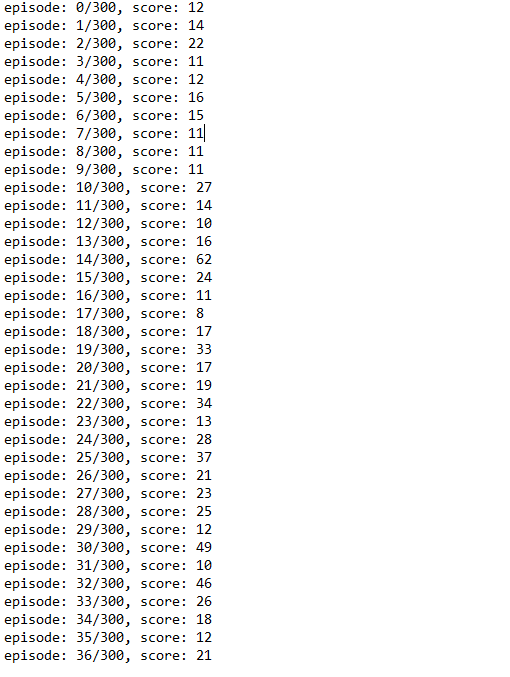 episode: 0/300, score: 12
episode: 1/300, score: 14
episode: 2/300, score: 22
episode: 3/300, score: 11
episode: 4/300, score: 12
episode: 5/300, score: 16
episode: 6/300, score: 15
episode: 7/300, score: 11
episode: 8/300, score: 11
episode: 9/300, score: 11
episode: 10/300, score: 27
episode: 11/300, score: 14
episode: 12/300, score: 10
episode: 13/300, score: 16
episode: 14/300, score: 62
episode: 15/300, score: 24
episode: 16/300, score: 11
episode: 17/300, score: 8
episode: 18/300, score: 17
episode: 19/300, score: 33
episode: 20/300, score: 17
episode: 21/300, score: 19
episode: 22/300, score: 34
episode: 23/300, score: 13
episode: 24/300, score: 28
episode: 25/300, score: 37
episode: 26/300, score: 21
episode: 27/300, score: 23
episode: 28/300, score: 25
episode: 29/300, score: 12
episode: 30/300, score: 49
episode: 31/300, score: 10
episode: 32/300, score: 46
episode: 33/300, score: 26
episode: 34/300, score: 18
episode: 35/300, score: 12
episode: 36/300, score: 21